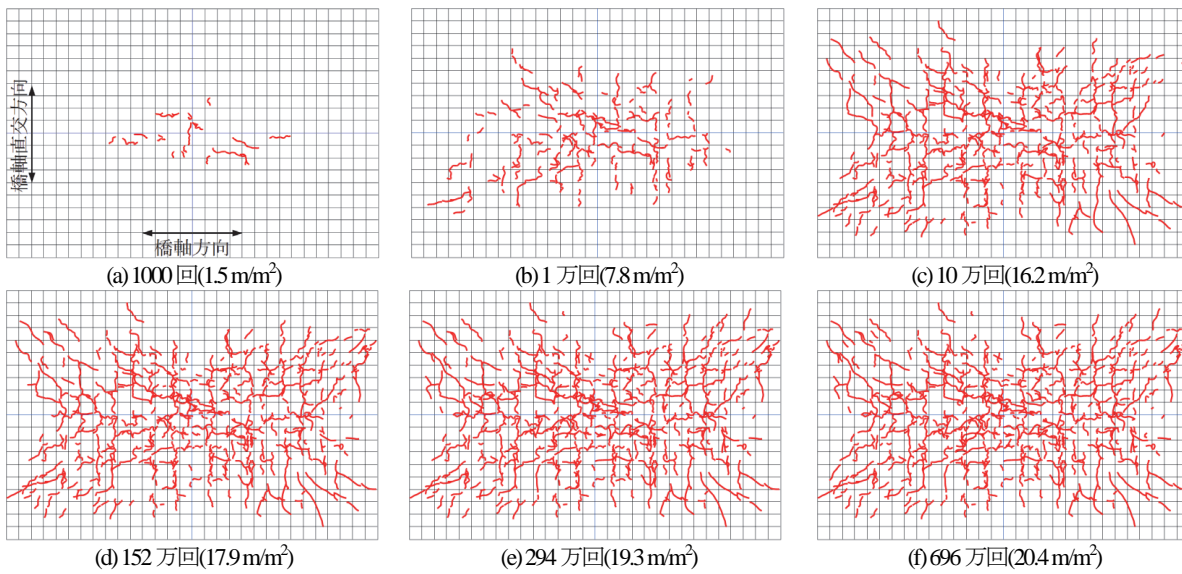 橋軸直交方向
橋軸方向
(a) 1000 回(1.5 m/m²)
(b) 1 万回(7.8 m/m²)
(c) 10 万回(16.2 m/m²)
(d) 152 万回(17.9 m/m²)
(e) 294 万回(19.3 m/m²)
(f) 696 万回(20.4 m/m²)